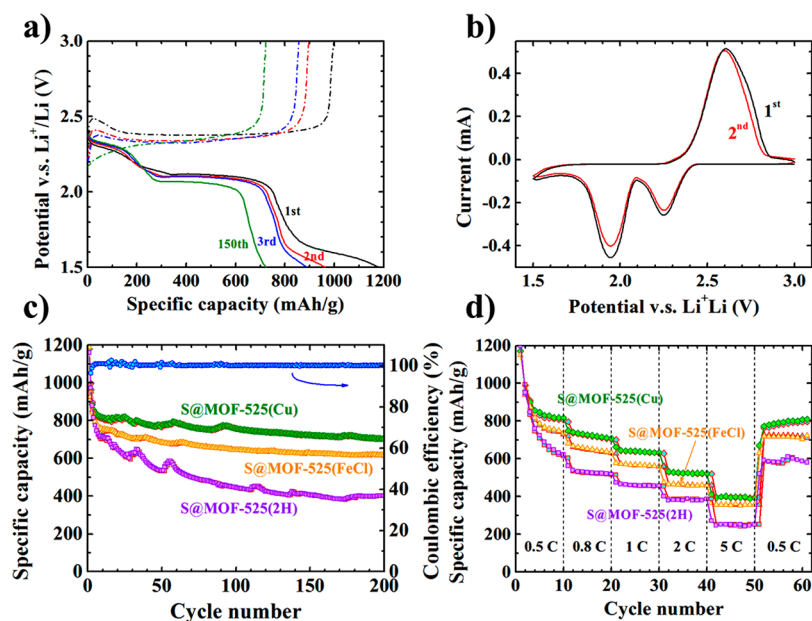 a)
Potential v.s. Li+/Li (V)
3.0
2.5
2.0
1.5
0 200 400 600 800 1000 1200
Specific capacity (mAh/g)
1st
2nd
3rd
150th
b)
Current (mA)
0.4
0.0
-0.4
1.5 2.0 2.5 3.0
Potential v.s. Li+Li (V)
1st
2nd
c)
Specific capacity (mAh/g)
1200
1000
800
600
400
200
0
0 50 100 150 200
Cycle number
Coulombic efficiency (%)
100
80
60
40
20
0
S@MOF-525(Cu)
S@MOF-525(FeCl)
S@MOF-525(2H)
d)
Specific capacity (mAh/g)
1200
1000
800
600
400
200
0
0 10 20 30 40 50 60
Cycle number
S@MOF-525(Cu)
S@MOF-525(FeCl)
S@MOF-525(2H)
0.5 C 0.8 C 1 C 2 C 5 C 0.5 C